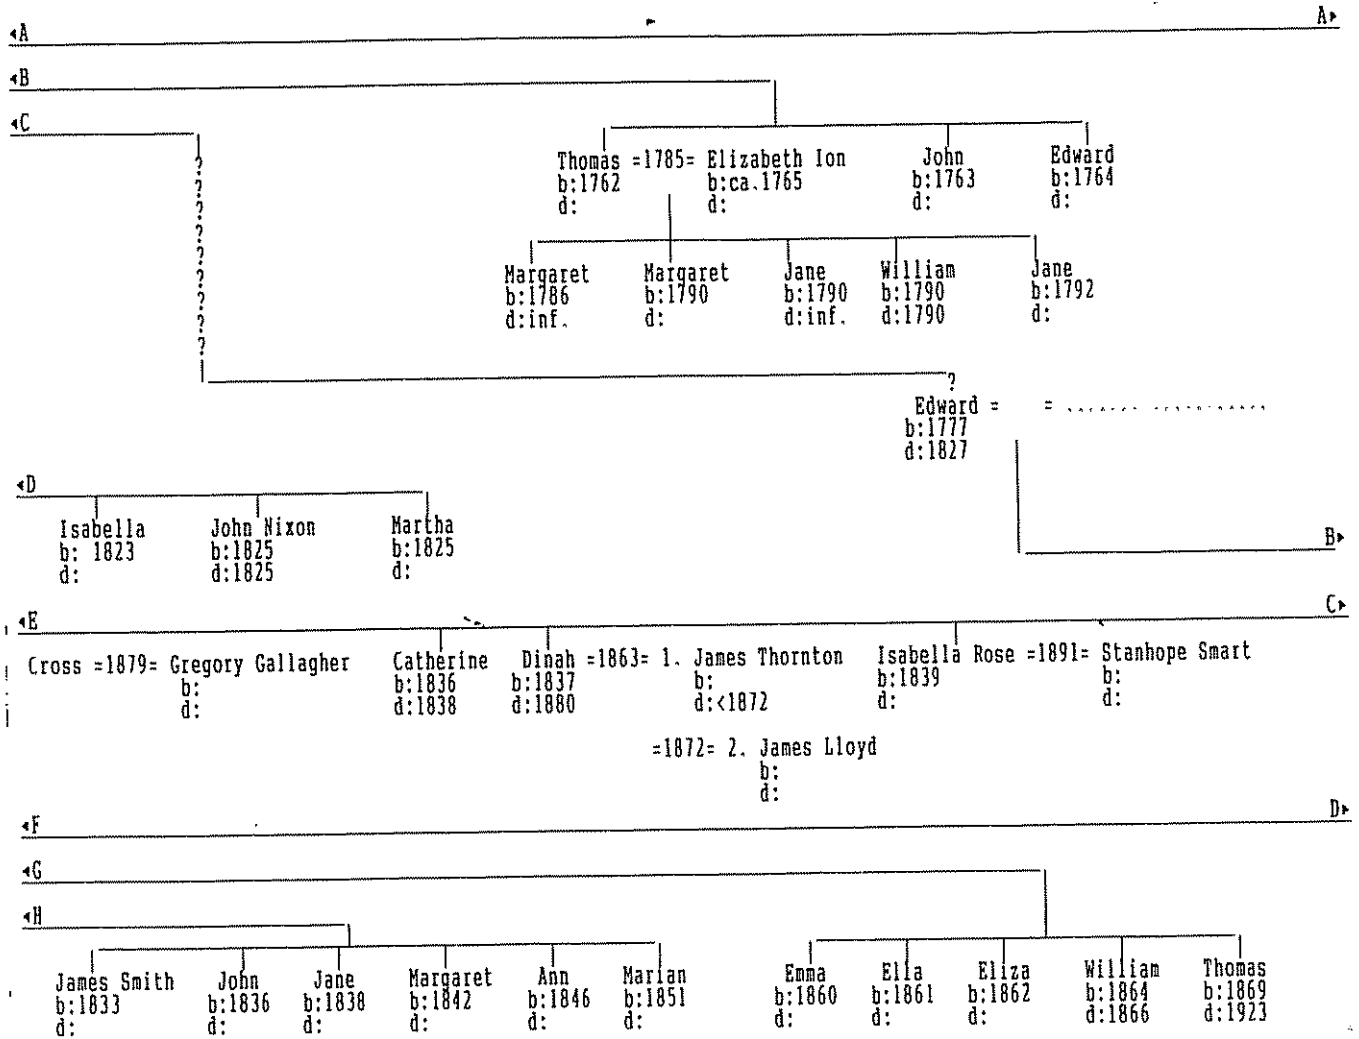 ◂A A▸
◂B
◂C
Thomas =1785= Elizabeth Ion John Edward
b:1762 b:ca.1765 b:1763 b:1764
d: d: d: d:
?
?
?
?
?
?
?
?
?
Margaret Margaret Jane William Jane
b:1786 b:1790 b:1790 b:1790 b:1792
d:inf. d: d:inf. d:1790 d:
?
Edward = =
b:1777
d:1827
◂D
Isabella John Nixon Martha
b: 1823 b:1825 b:1825
d: d:1825 d:
B▸
◂E C▸
Cross =1879= Gregory Gallagher Catherine Dinah =1863= 1. James Thornton Isabella Rose =1891= Stanhope Smart
b: b:1836 b:1837 b: b:1839 b:
d: d:1838 d:1880 d:<1872 d: d:
=1872= 2. James Lloyd
b:
d:
◂F D▸
◂G
◂H
James Smith John Jane Margaret Ann Marian Emma Ella Eliza William Thomas
b:1833 b:1836 b:1838 b:1842 b:1846 b:1851 b:1860 b:1861 b:1862 b:1864 b:1869
d: d: d: d: d: d: d: d: d: d:1866 d:1923